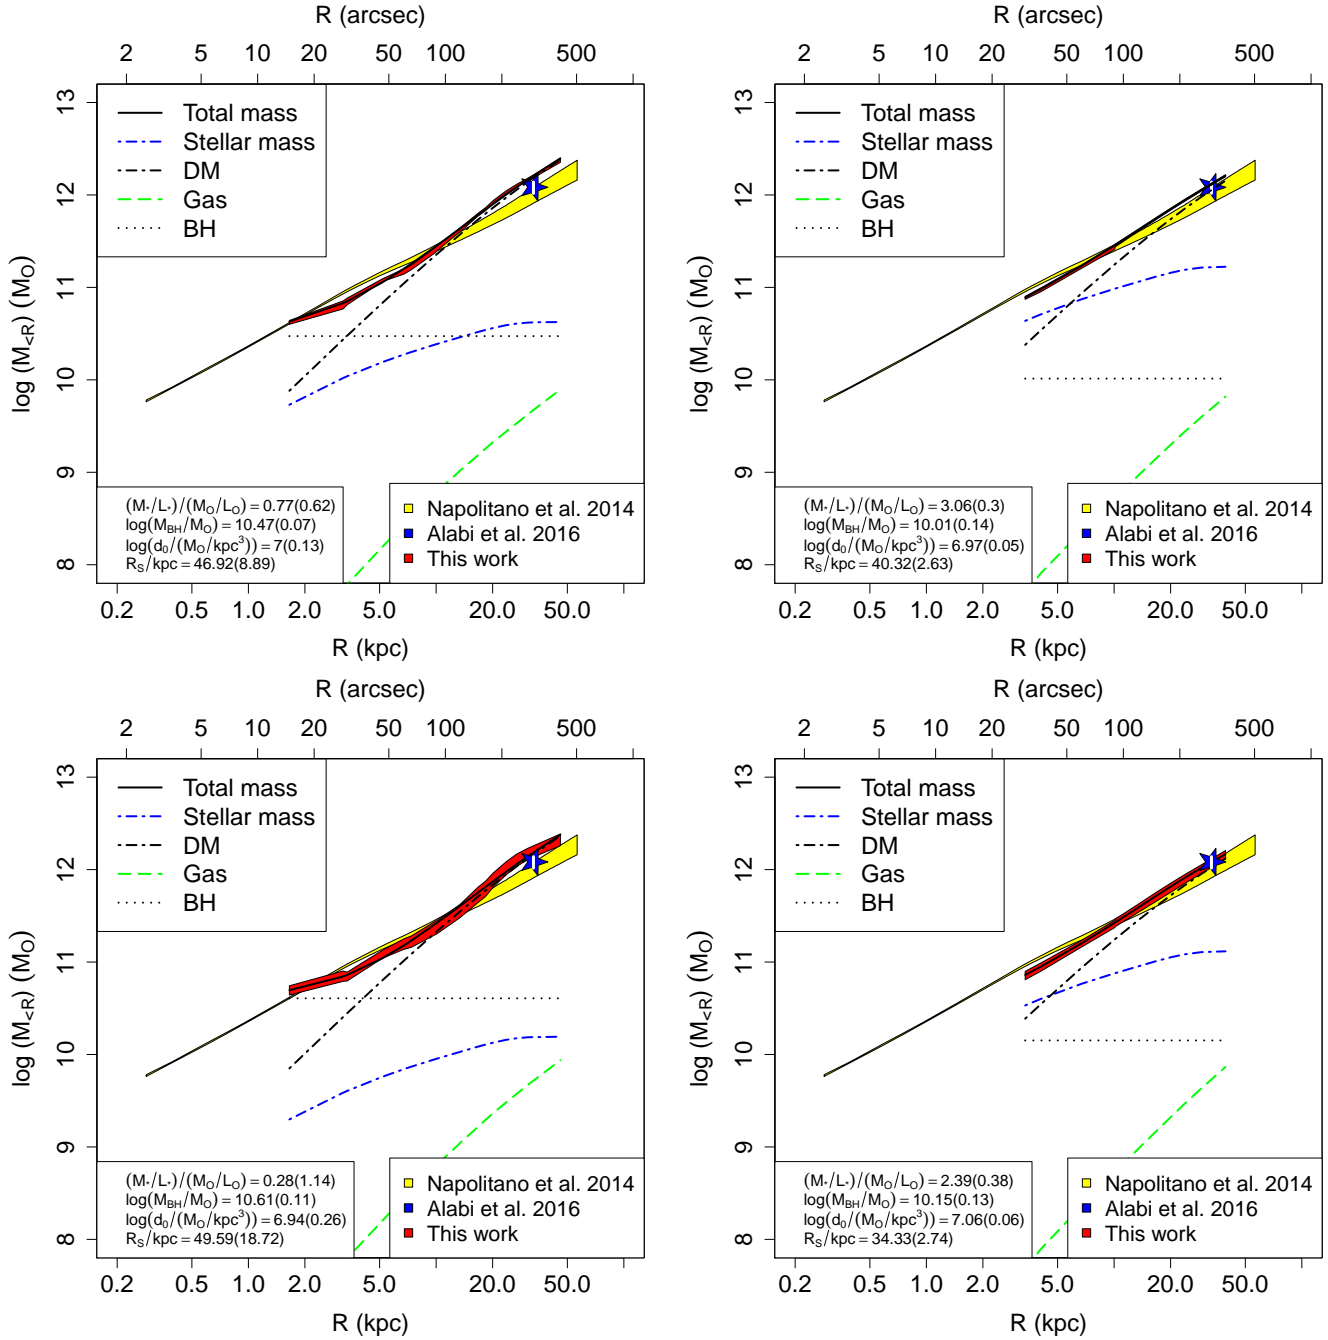 R (arcsec)
2 5 10 20 50 100 500
13
12
11
10
9
8
log (M<R) (MO)
Total mass
Stellar mass
DM
Gas
BH
(M*/L*)/(MO/LO) = 0.77(0.62)
log(MBH/MO) = 10.47(0.07)
log(d0/(MO/kpc3)) = 7(0.13)
RS/kpc = 46.92(8.89)
Napolitano et al. 2014
Alabi et al. 2016
This work
0.2 0.5 1.0 2.0 5.0 20.0 50.0
R (kpc)
R (arcsec)
2 5 10 20 50 100 500
13
12
11
10
9
8
log (M<R) (MO)
Total mass
Stellar mass
DM
Gas
BH
(M*/L*)/(MO/LO) = 3.06(0.3)
log(MBH/MO) = 10.01(0.14)
log(d0/(MO/kpc3)) = 6.97(0.05)
RS/kpc = 40.32(2.63)
Napolitano et al. 2014
Alabi et al. 2016
This work
0.2 0.5 1.0 2.0 5.0 20.0 50.0
R (kpc)
R (arcsec)
2 5 10 20 50 100 500
13
12
11
10
9
8
log (M<R) (MO)
Total mass
Stellar mass
DM
Gas
BH
(M*/L*)/(MO/LO) = 0.28(1.14)
log(MBH/MO) = 10.61(0.11)
log(d0/(MO/kpc3)) = 6.94(0.26)
RS/kpc = 49.59(18.72)
Napolitano et al. 2014
Alabi et al. 2016
This work
0.2 0.5 1.0 2.0 5.0 20.0 50.0
R (kpc)
R (arcsec)
2 5 10 20 50 100 500
13
12
11
10
9
8
log (M<R) (MO)
Total mass
Stellar mass
DM
Gas
BH
(M*/L*)/(MO/LO) = 2.39(0.38)
log(MBH/MO) = 10.15(0.13)
log(d0/(MO/kpc3)) = 7.06(0.06)
RS/kpc = 34.33(2.74)
Napolitano et al. 2014
Alabi et al. 2016
This work
0.2 0.5 1.0 2.0 5.0 20.0 50.0
R (kpc)